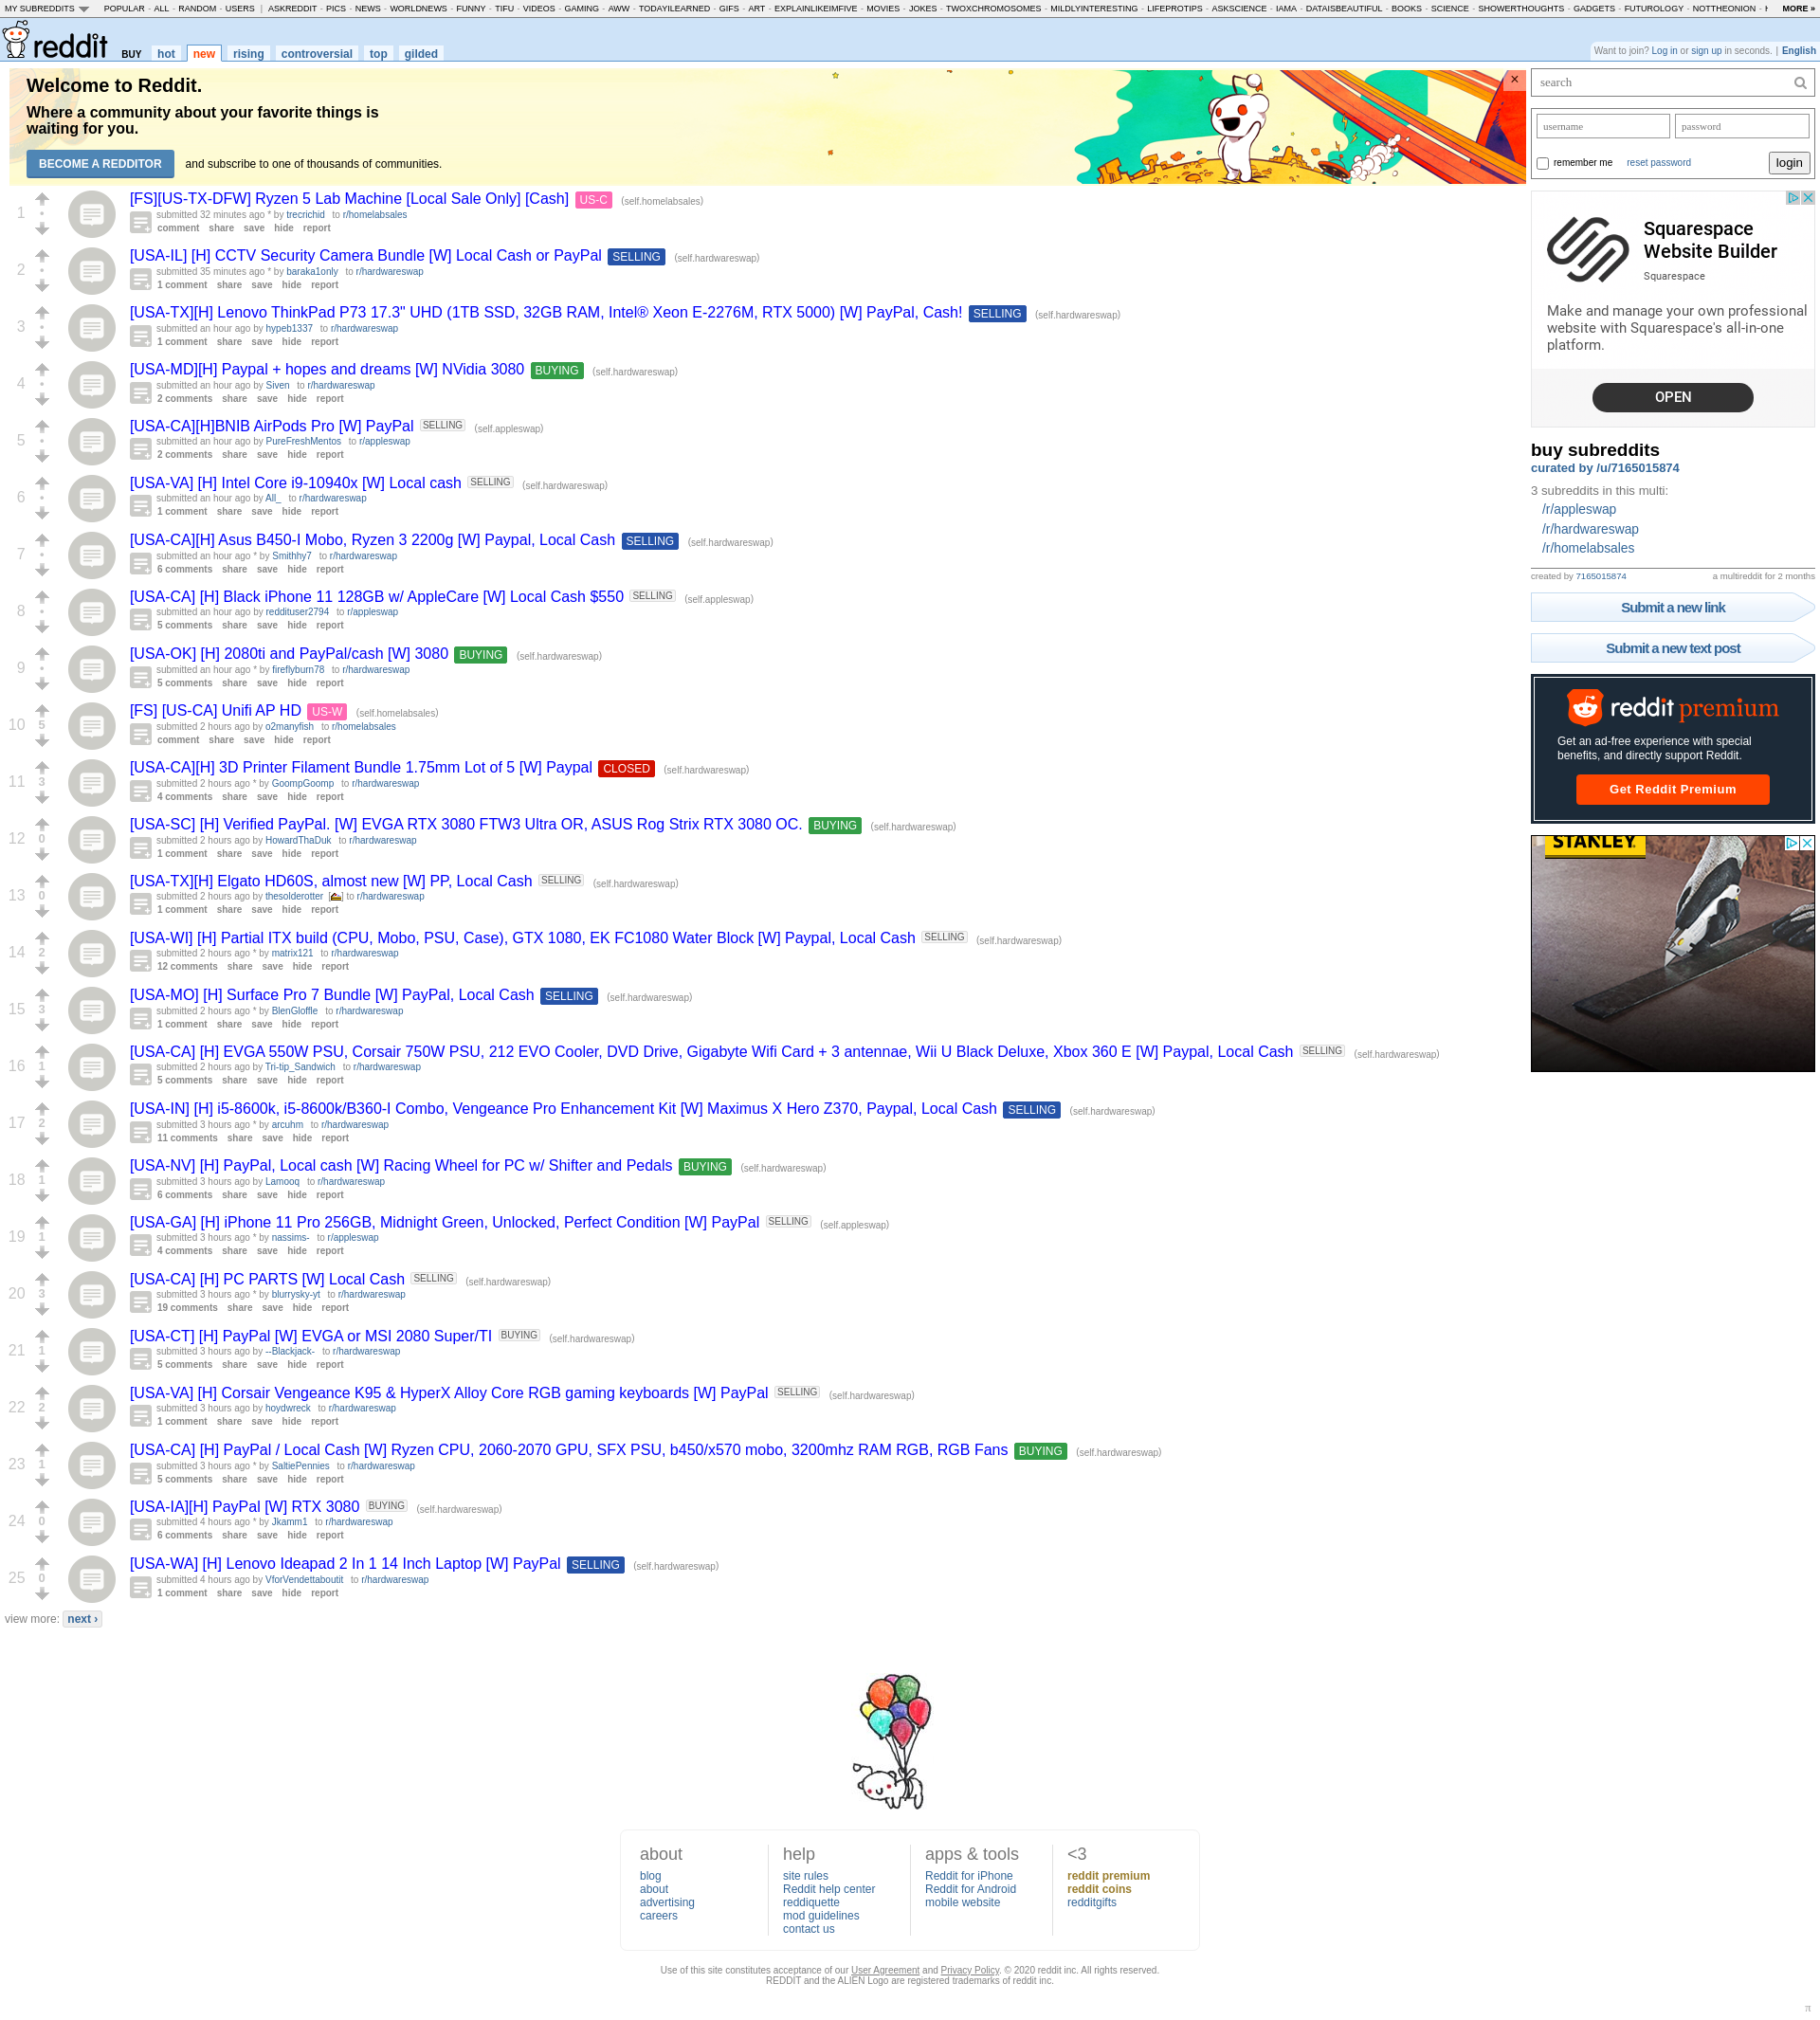 MY SUBREDDITS POPULAR - ALL - RANDOM - USERS | ASKREDDIT - PICS - NEWS - WORLDNEWS - FUNNY - TIFU - VIDEOS - GAMING - AWW - TODAYILEARNED - GIFS - ART - EXPLAINLIKEIMFIVE - MOVIES - JOKES - TWOXCHROMOSOMES - MILDLYINTERESTING - LIFEPROTIPS - ASKSCIENCE - IAMA - DATAISBEAUTIFUL - BOOKS - SCIENCE - SHOWERTHOUGHTS - GADGETS - FUTUROLOGY - NOTTHEONION - MORE »
reddit BUY hot new rising controversial top gilded
Want to join? Log in or sign up in seconds. | English
Welcome to Reddit.
Where a community about your favorite things is
waiting for you.
BECOME A REDDITOR and subscribe to one of thousands of communities.
1 [FS][US-TX-DFW] Ryzen 5 Lab Machine [Local Sale Only] [Cash] US-C (self.homelabsales)
submitted 32 minutes ago * by trecrichid to r/homelabsales
comment share save hide report
2 [USA-IL] [H] CCTV Security Camera Bundle [W] Local Cash or PayPal SELLING (self.hardwareswap)
submitted 35 minutes ago * by baraka1only to r/hardwareswap
1 comment share save hide report
3 [USA-TX][H] Lenovo ThinkPad P73 17.3" UHD (1TB SSD, 32GB RAM, Intel® Xeon E-2276M, RTX 5000) [W] PayPal, Cash! SELLING (self.hardwareswap)
submitted an hour ago by hypeb1337 to r/hardwareswap
1 comment share save hide report
4 [USA-MD][H] Paypal + hopes and dreams [W] NVidia 3080 BUYING (self.hardwareswap)
submitted an hour ago by Siven to r/hardwareswap
2 comments share save hide report
5 [USA-CA][H]BNIB AirPods Pro [W] PayPal SELLING (self.appleswap)
submitted an hour ago by PureFreshMentos to r/appleswap
2 comments share save hide report
6 [USA-VA] [H] Intel Core i9-10940x [W] Local cash SELLING (self.hardwareswap)
submitted an hour ago by All_ to r/hardwareswap
1 comment share save hide report
7 [USA-CA][H] Asus B450-I Mobo, Ryzen 3 2200g [W] Paypal, Local Cash SELLING (self.hardwareswap)
submitted an hour ago * by Smithhy7 to r/hardwareswap
6 comments share save hide report
8 [USA-CA] [H] Black iPhone 11 128GB w/ AppleCare [W] Local Cash $550 SELLING (self.appleswap)
submitted an hour ago by reddituser2794 to r/appleswap
5 comments share save hide report
9 [USA-OK] [H] 2080ti and PayPal/cash [W] 3080 BUYING (self.hardwareswap)
submitted an hour ago * by fireflyburn78 to r/hardwareswap
5 comments share save hide report
10 5 [FS] [US-CA] Unifi AP HD US-W (self.homelabsales)
submitted 2 hours ago by o2manyfish to r/homelabsales
comment share save hide report
11 3 [USA-CA][H] 3D Printer Filament Bundle 1.75mm Lot of 5 [W] Paypal CLOSED (self.hardwareswap)
submitted 2 hours ago * by GoompGoomp to r/hardwareswap
4 comments share save hide report
12 0 [USA-SC] [H] Verified PayPal. [W] EVGA RTX 3080 FTW3 Ultra OR, ASUS Rog Strix RTX 3080 OC. BUYING (self.hardwareswap)
submitted 2 hours ago by HowardThaDuk to r/hardwareswap
1 comment share save hide report
13 0 [USA-TX][H] Elgato HD60S, almost new [W] PP, Local Cash SELLING (self.hardwareswap)
submitted 2 hours ago by thesolderotter [] to r/hardwareswap
1 comment share save hide report
14 2 [USA-WI] [H] Partial ITX build (CPU, Mobo, PSU, Case), GTX 1080, EK FC1080 Water Block [W] Paypal, Local Cash SELLING (self.hardwareswap)
submitted 2 hours ago * by matrix121 to r/hardwareswap
12 comments share save hide report
15 3 [USA-MO] [H] Surface Pro 7 Bundle [W] PayPal, Local Cash SELLING (self.hardwareswap)
submitted 2 hours ago * by BlenGloffle to r/hardwareswap
1 comment share save hide report
16 1 [USA-CA] [H] EVGA 550W PSU, Corsair 750W PSU, 212 EVO Cooler, DVD Drive, Gigabyte Wifi Card + 3 antennae, Wii U Black Deluxe, Xbox 360 E [W] Paypal, Local Cash SELLING (self.hardwareswap)
submitted 2 hours ago by Tri-tip_Sandwich to r/hardwareswap
5 comments share save hide report
17 2 [USA-IN] [H] i5-8600k, i5-8600k/B360-I Combo, Vengeance Pro Enhancement Kit [W] Maximus X Hero Z370, Paypal, Local Cash SELLING (self.hardwareswap)
submitted 3 hours ago * by arcuhm to r/hardwareswap
11 comments share save hide report
18 1 [USA-NV] [H] PayPal, Local cash [W] Racing Wheel for PC w/ Shifter and Pedals BUYING (self.hardwareswap)
submitted 3 hours ago by Lamooq to r/hardwareswap
6 comments share save hide report
19 1 [USA-GA] [H] iPhone 11 Pro 256GB, Midnight Green, Unlocked, Perfect Condition [W] PayPal SELLING (self.appleswap)
submitted 3 hours ago * by nassims- to r/appleswap
4 comments share save hide report
20 3 [USA-CA] [H] PC PARTS [W] Local Cash SELLING (self.hardwareswap)
submitted 3 hours ago * by blurrysky-yt to r/hardwareswap
19 comments share save hide report
21 1 [USA-CT] [H] PayPal [W] EVGA or MSI 2080 Super/TI BUYING (self.hardwareswap)
submitted 3 hours ago by --Blackjack- to r/hardwareswap
5 comments share save hide report
22 2 [USA-VA] [H] Corsair Vengeance K95 & HyperX Alloy Core RGB gaming keyboards [W] PayPal SELLING (self.hardwareswap)
submitted 3 hours ago by hoydwreck to r/hardwareswap
1 comment share save hide report
23 1 [USA-CA] [H] PayPal / Local Cash [W] Ryzen CPU, 2060-2070 GPU, SFX PSU, b450/x570 mobo, 3200mhz RAM RGB, RGB Fans BUYING (self.hardwareswap)
submitted 3 hours ago * by SaltiePennies to r/hardwareswap
5 comments share save hide report
24 0 [USA-IA][H] PayPal [W] RTX 3080 BUYING (self.hardwareswap)
submitted 4 hours ago * by Jkamm1 to r/hardwareswap
6 comments share save hide report
25 0 [USA-WA] [H] Lenovo Ideapad 2 In 1 14 Inch Laptop [W] PayPal SELLING (self.hardwareswap)
submitted 4 hours ago by VforVendettaboutit to r/hardwareswap
1 comment share save hide report
view more: next ›
search
username password
remember me reset password login
Squarespace
Website Builder
Squarespace
Make and manage your own professional
website with Squarespace's all-in-one
platform.
OPEN
buy subreddits
curated by /u/7165015874
3 subreddits in this multi:
/r/appleswap
/r/hardwareswap
/r/homelabsales
created by 7165015874 a multireddit for 2 months
Submit a new link
Submit a new text post
reddit premium
Get an ad-free experience with special
benefits, and directly support Reddit.
Get Reddit Premium
STANLEY
about help apps & tools <3
blog site rules Reddit for iPhone reddit premium
about Reddit help center Reddit for Android reddit coins
advertising reddiquette mobile website redditgifts
careers mod guidelines
contact us
Use of this site constitutes acceptance of our User Agreement and Privacy Policy. © 2020 reddit inc. All rights reserved.
REDDIT and the ALIEN Logo are registered trademarks of reddit inc.
π